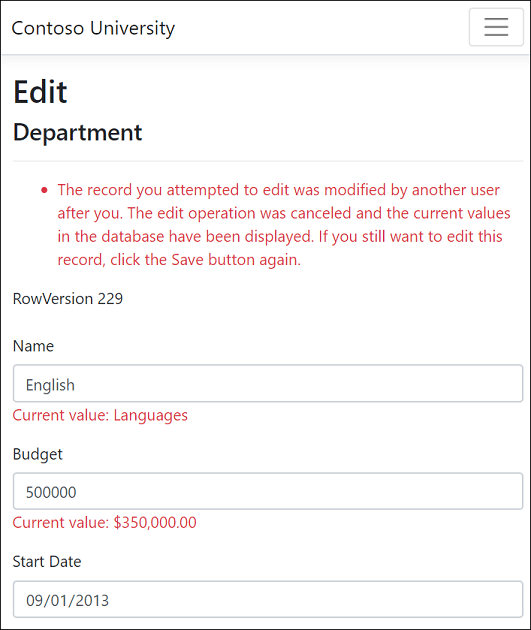 Contoso University
Edit
Department
The record you attempted to edit was modified by another user
after you. The edit operation was canceled and the current values
in the database have been displayed. If you still want to edit this
record, click the Save button again.
RowVersion 229
Name
English
Current value: Languages
Budget
500000
Current value: $350,000.00
Start Date
09/01/2013